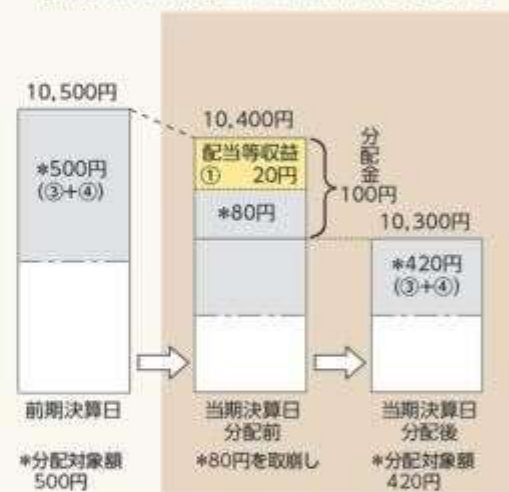 10,500円
*500円
(③+④)
前期決算日
*分配対象額
500円
10,400円
配当等収益
① 20円
*80円
分配金
100円
当期決算日
分配前
*80円を取崩し
10,300円
*420円
(③+④)
当期決算日
分配後
*分配対象額
420円